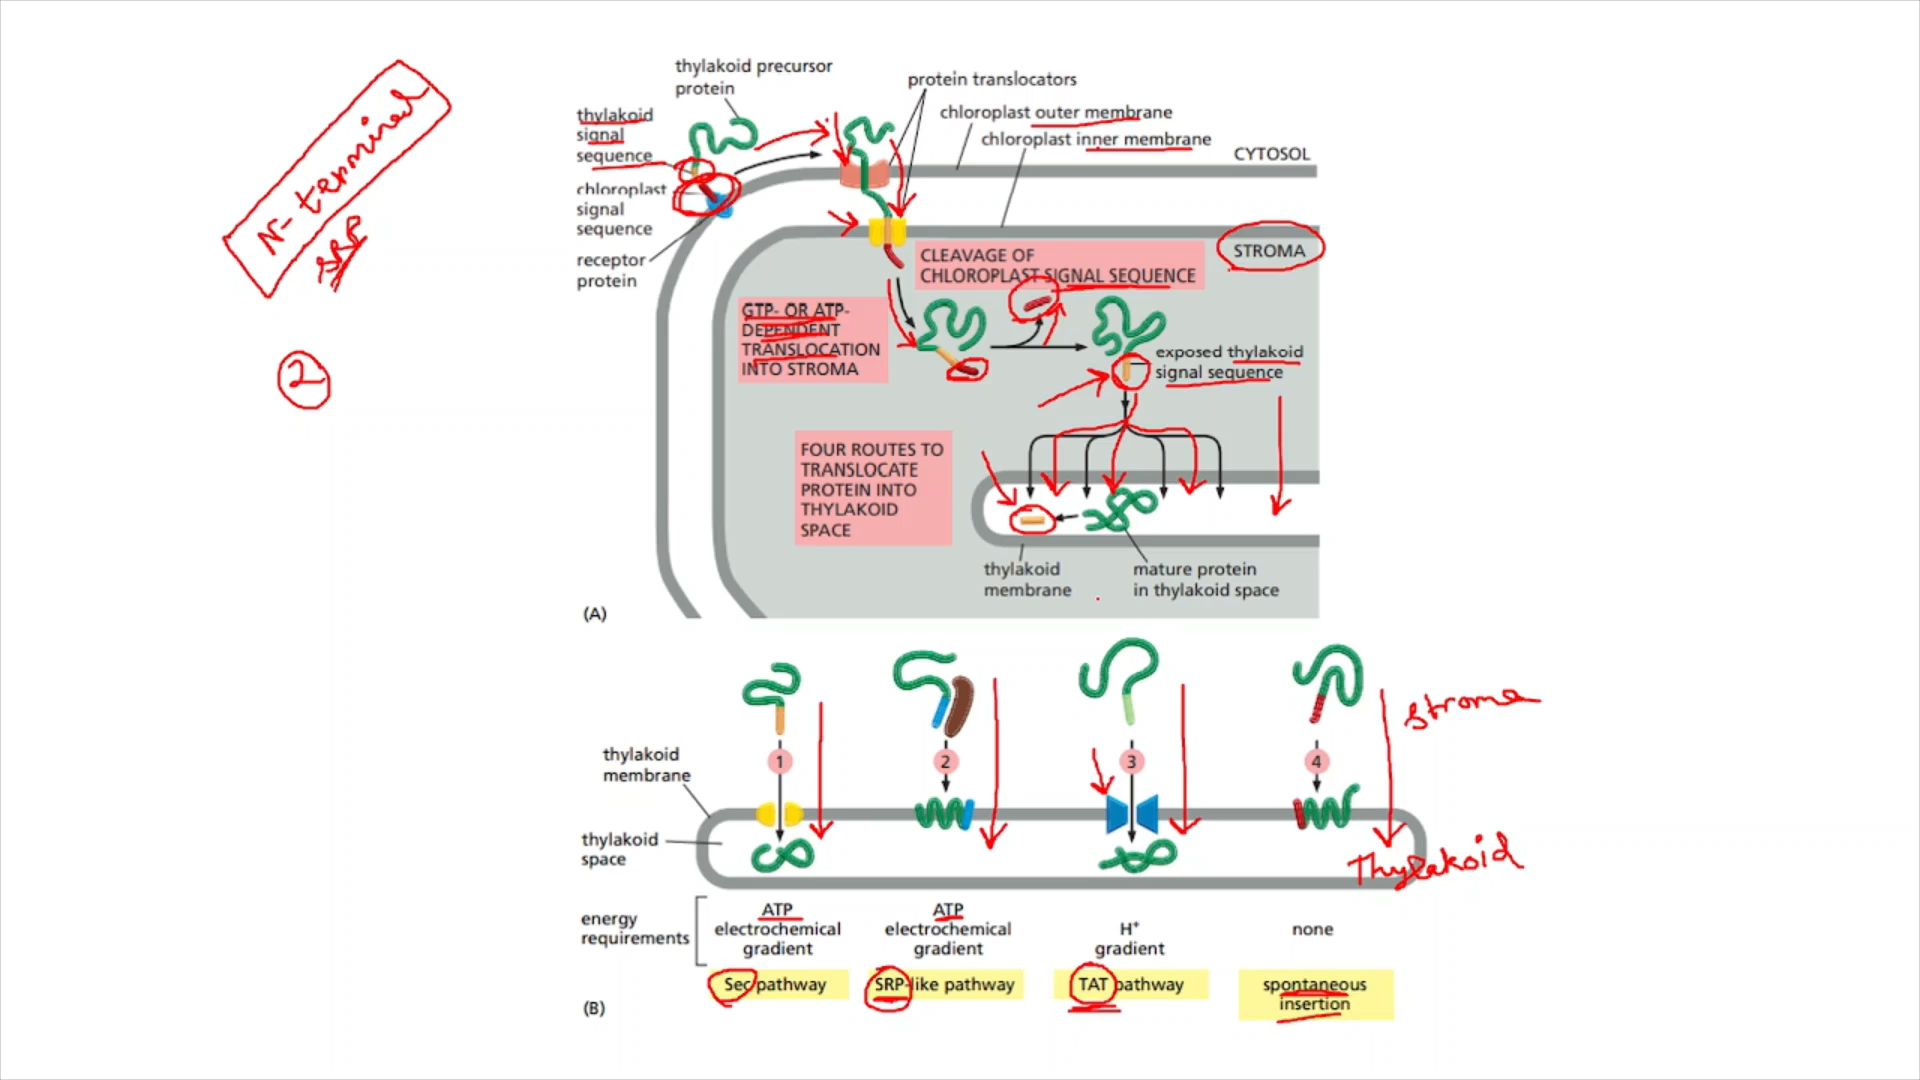 thylakoid precursor
protein
protein translocators
chloroplast outer membrane
chloroplast inner membrane
CYTOSOL
thylakoid
signal
sequence
chloroplast
signal
sequence
receptor
protein
N-terminal
SRP
2
STROMA
CLEAVAGE OF
CHLOROPLAST SIGNAL SEQUENCE
GTP- OR ATP-
DEPENDENT
TRANSLOCATION
INTO STROMA
exposed thylakoid
signal sequence
FOUR ROUTES TO
TRANSLOCATE
PROTEIN INTO
THYLAKOID
SPACE
thylakoid
membrane
mature protein
in thylakoid space
(A)
Stroma
thylakoid
membrane
1
2
3
4
thylakoid
space
Thylakoid
energy
requirements
ATP
electrochemical
gradient
ATP
electrochemical
gradient
H⁺
gradient
none
Sec pathway
SRP-like pathway
TAT pathway
spontaneous
insertion
(B)